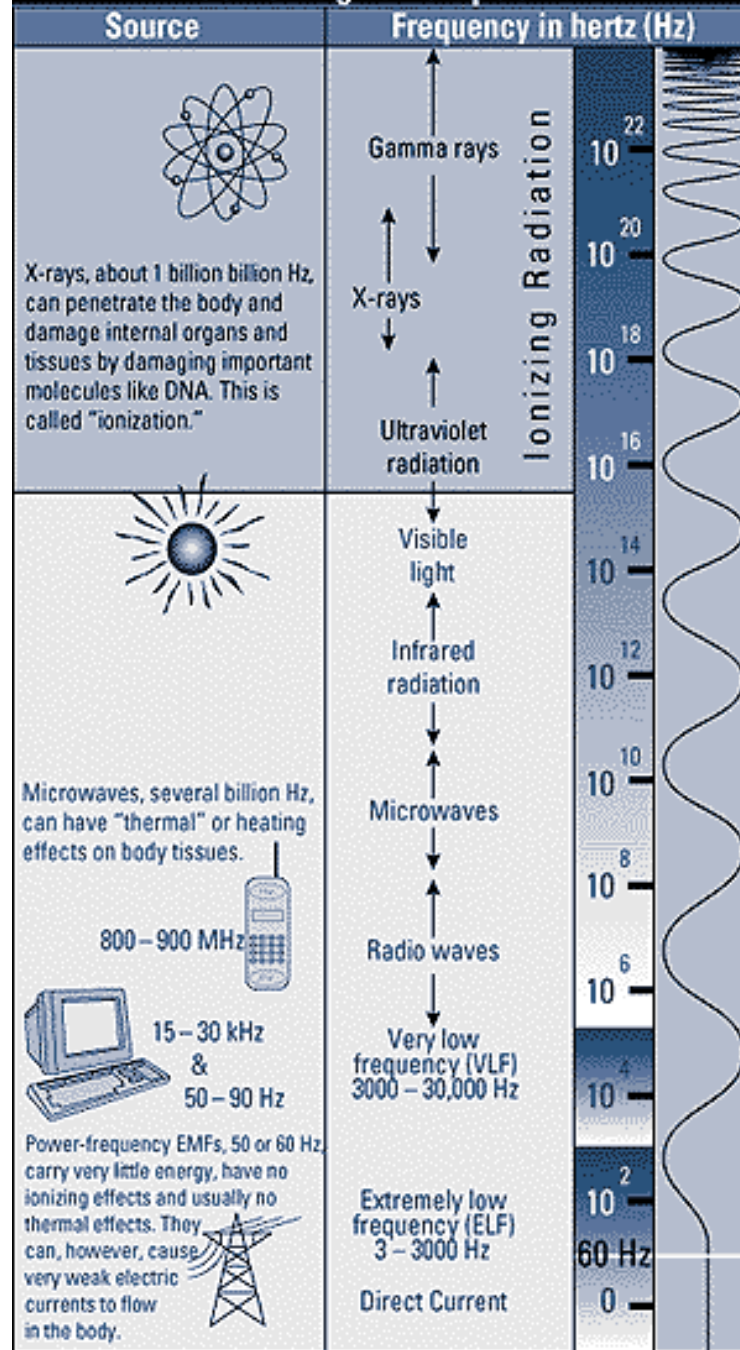 Source
Frequency in hertz (Hz)
Gamma rays
X-rays
Ultraviolet
radiation
Ionizing Radiation
X-rays, about 1 billion billion Hz,
can penetrate the body and
damage internal organs and
tissues by damaging important
molecules like DNA. This is
called "ionization."
Visible
light
Infrared
radiation
Microwaves
Radio waves
Very low
frequency (VLF)
3000 – 30,000 Hz
Extremely low
frequency (ELF)
3 – 3000 Hz
Direct Current
Microwaves, several billion Hz,
can have "thermal" or heating
effects on body tissues.
800 – 900 MHz
15 – 30 kHz
&
50 – 90 Hz
Power-frequency EMFs, 50 or 60 Hz,
carry very little energy, have no
ionizing effects and usually no
thermal effects. They
can, however, cause
very weak electric
currents to flow
in the body.
10 22
10 20
10 18
10 16
10 14
10 12
10 10
10 8
10 6
10 4
10 2
60 Hz
0